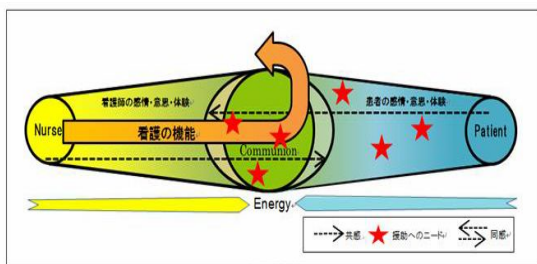 看護師の感情・意思・体験
患者の感情・意思・体験
Nurse
看護の機能
Communion
Patient
Energy
共感
援助へのニード
同感